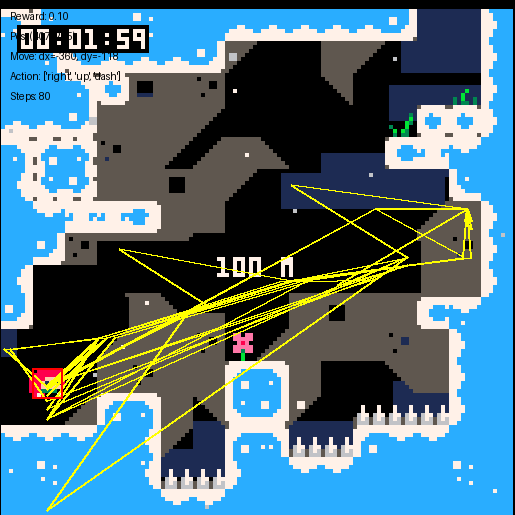 Reward: 0.10
00:01:59
Move: dx=-360, dy=-118
Action: ['right', 'up', 'dash']
Steps: 80
100 M